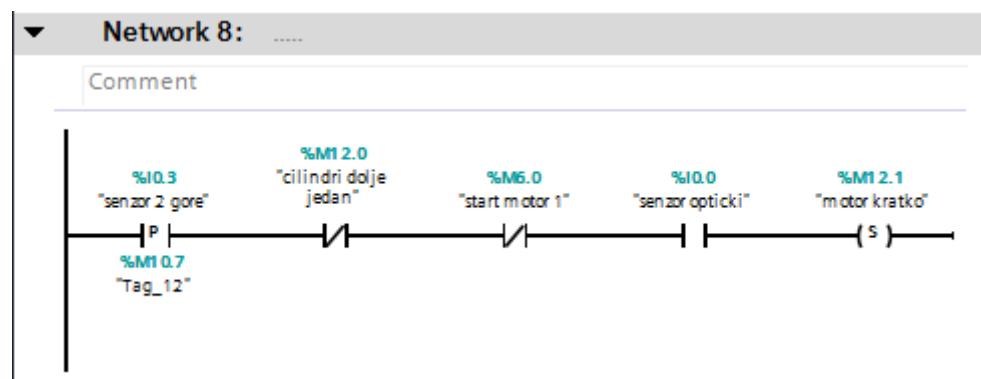 Network 8: .....
Comment
%M12.0
%I0.3 "cilindri dolje %M6.0 %I0.0 %M12.1
"senzor 2 gore" jedan" "start motor 1" "senzor opticki" "motor kratko"
P S
%M10.7
"Tag_12"